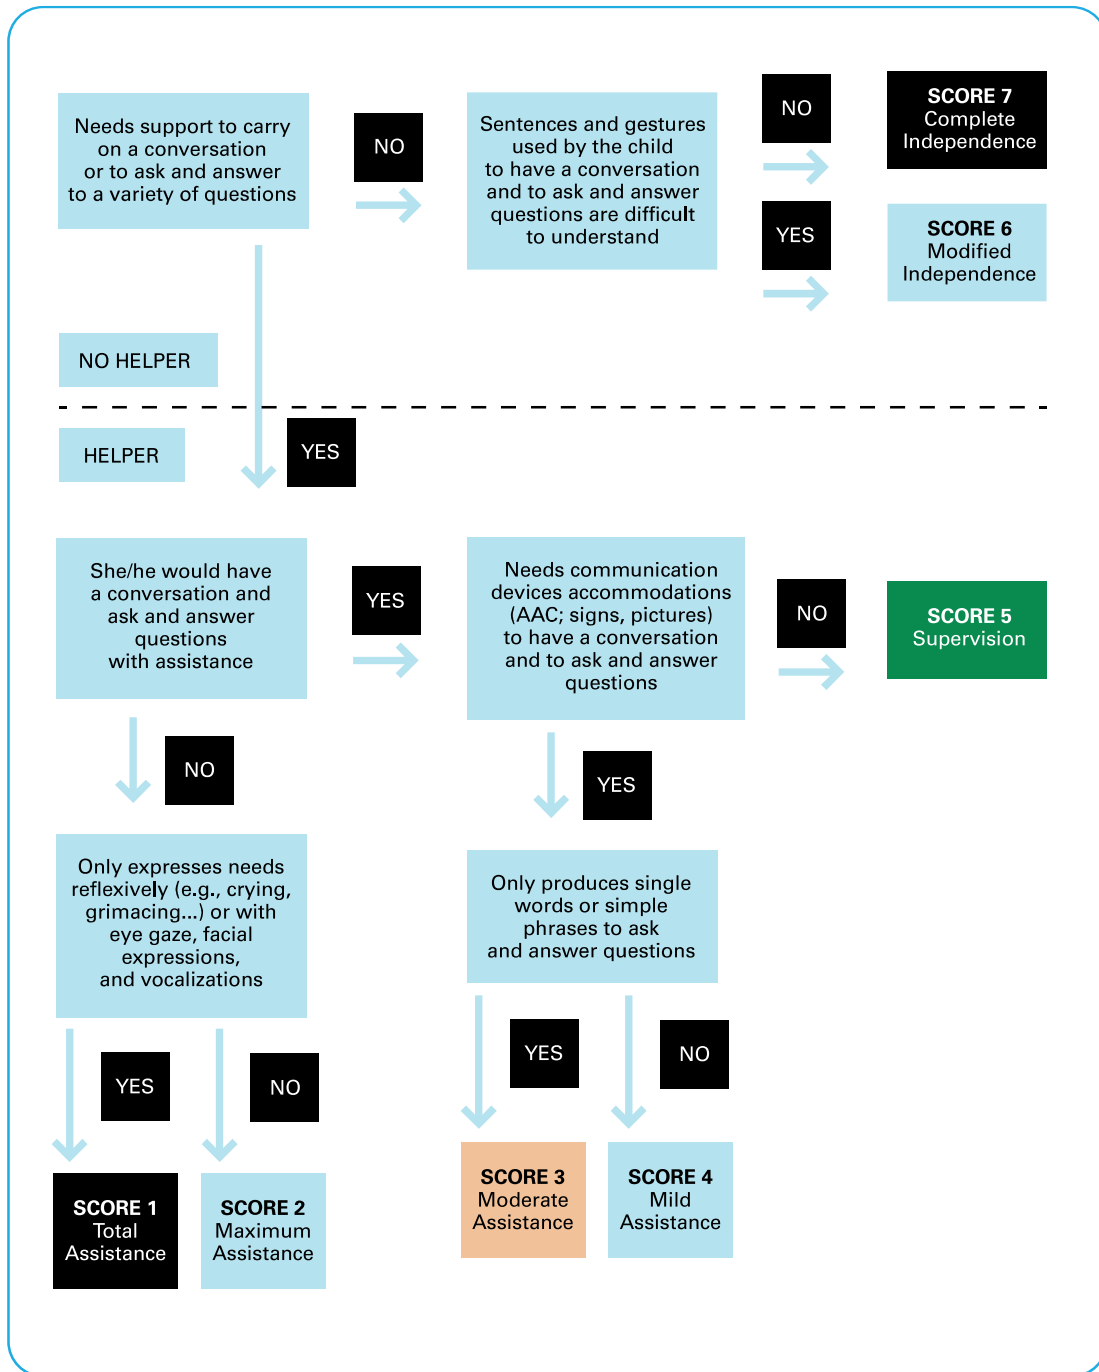 Needs support to carry
on a conversation
or to ask and answer
to a variety of questions
NO
Sentences and gestures
used by the child
to have a conversation
and to ask and answer
questions are difficult
to understand
NO
SCORE 7
Complete
Independence
YES
SCORE 6
Modified
Independence
NO HELPER
HELPER
YES
She/he would have
a conversation and
ask and answer
questions
with assistance
YES
Needs communication
devices accommodations
(AAC; signs, pictures)
to have a conversation
and to ask and answer
questions
NO
SCORE 5
Supervision
NO
YES
Only expresses needs
reflexively (e.g., crying,
grimacing...) or with
eye gaze, facial
expressions,
and vocalizations
Only produces single
words or simple
phrases to ask
and answer questions
YES
NO
YES
NO
SCORE 1
Total
Assistance
SCORE 2
Maximum
Assistance
SCORE 3
Moderate
Assistance
SCORE 4
Mild
Assistance